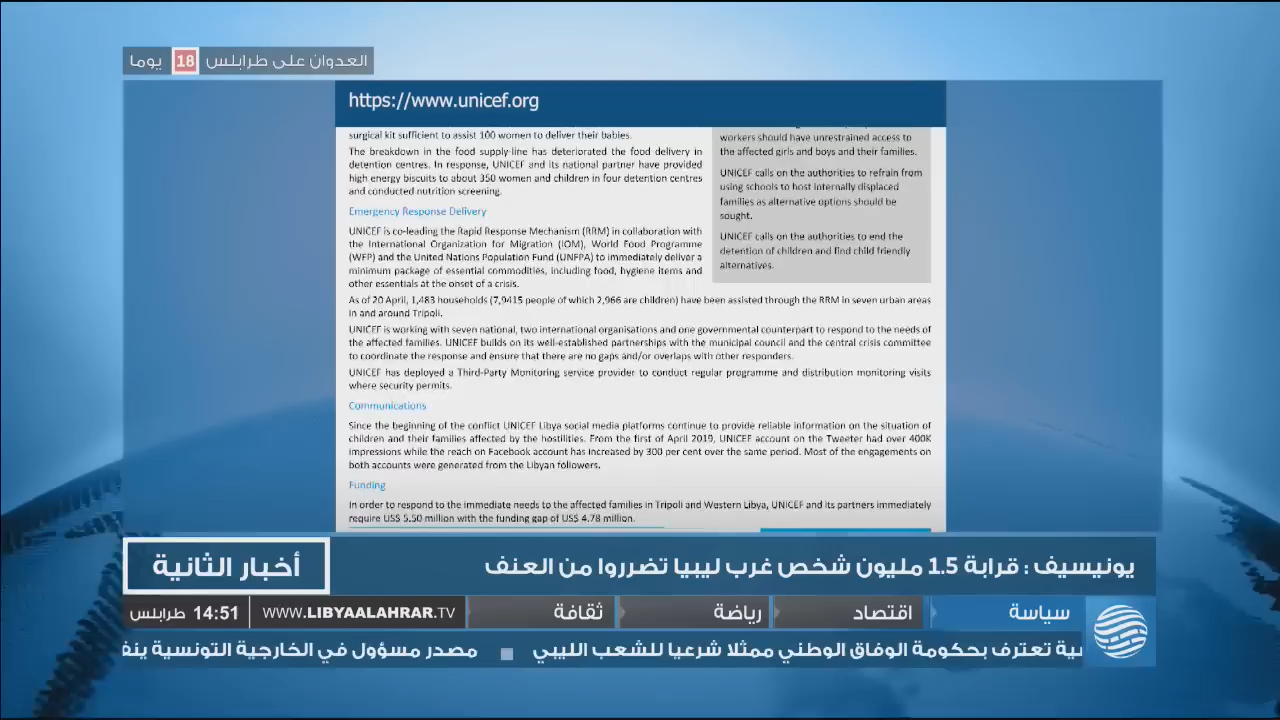 العدوان على طرابلس 18 يوما
https://www.unicef.org
surgical kit sufficient to assist 100 women to deliver their babies.
The breakdown in the food supply-line has deteriorated the food delivery in
detention centres. In response, UNICEF and its national partner have provided
high energy biscuits to about 350 women and children in four detention centres
and conducted nutrition screening.
Emergency Response Delivery
UNICEF is co-leading the Rapid Response Mechanism (RRM) in collaboration with
the International Organization for Migration (IOM), World Food Programme
(WFP) and the United Nations Population Fund (UNFPA) to immediately deliver a
minimum package of essential commodities, including food, hygiene items and
other essentials at the onset of a crisis.
workers should have unrestrained access to
the affected girls and boys and their families.
UNICEF calls on the authorities to refrain from
using schools to host internally displaced
families as alternative options should be
sought.
UNICEF calls on the authorities to end the
detention of children and find child friendly
alternatives.
As of 20 April, 1,483 households (7,9415 people of which 2,966 are children) have been assisted through the RRM in seven urban areas
in and around Tripoli.
UNICEF is working with seven national, two international organisations and one governmental counterpart to respond to the needs of
the affected families. UNICEF builds on its well-established partnerships with the municipal council and the central crisis committee
to coordinate the response and ensure that there are no gaps and/or overlaps with other responders.
UNICEF has deployed a Third-Party Monitoring service provider to conduct regular programme and distribution monitoring visits
where security permits.
Communications
Since the beginning of the conflict UNICEF Libya social media platforms continue to provide reliable information on the situation of
children and their families affected by the hostilities. From the first of April 2019, UNICEF account on the Tweeter had over 400K
impressions while the reach on Facebook account has increased by 300 per cent over the same period. Most of the engagements on
both accounts were generated from the Libyan followers.
Funding
In order to respond to the immediate needs to the affected families in Tripoli and Western Libya, UNICEF and its partners immediately
require US$ 5.50 million with the funding gap of US$ 4.78 million.
يونيسيف : قرابة 1.5 مليون شخص غرب ليبيا تضرروا من العنف
أخبار الثانية
سياسة اقتصاد رياضة ثقافة WWW.LIBYAALAHRAR.TV 14:51 طرابلس
تعترف بحكومة الوفاق الوطني ممثلا شرعيا للشعب الليبي ■ مصدر مسؤول في الخارجية التونسية